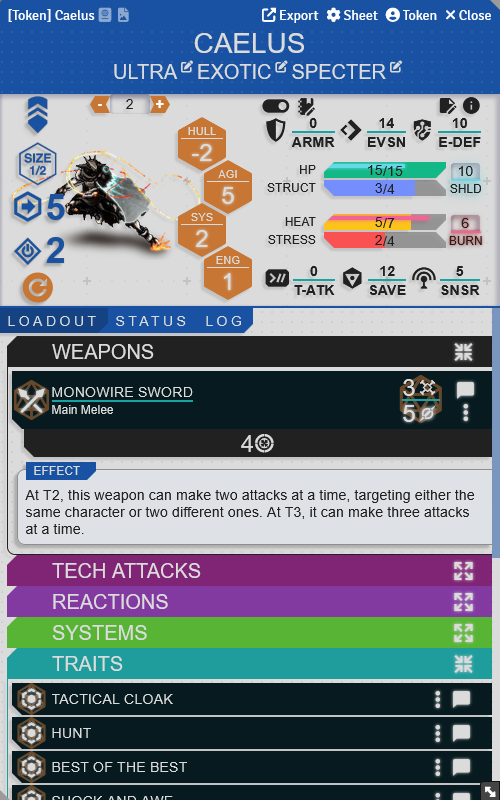 [Token] Caelus Export Sheet Token Close
CAELUS
ULTRA EXOTIC SPECTER
- 2 +
SIZE
1/2
5
2
HULL
-2
AGI
5
SYS
2
ENG
1
0
ARMR
14
EVSN
10
E-DEF
HP 15/15
STRUCT 3/4
10
SHLD
HEAT 5/7
STRESS 2/4
6
BURN
0
T-ATK
12
SAVE
5
SNSR
LOADOUT STATUS LOG
WEAPONS
MONOWIRE SWORD
Main Melee
3
5
4
EFFECT
At T2, this weapon can make two attacks at a time, targeting either the
same character or two different ones. At T3, it can make three attacks
at a time.
TECH ATTACKS
REACTIONS
SYSTEMS
TRAITS
TACTICAL CLOAK
HUNT
BEST OF THE BEST
SHOCK AND AWE